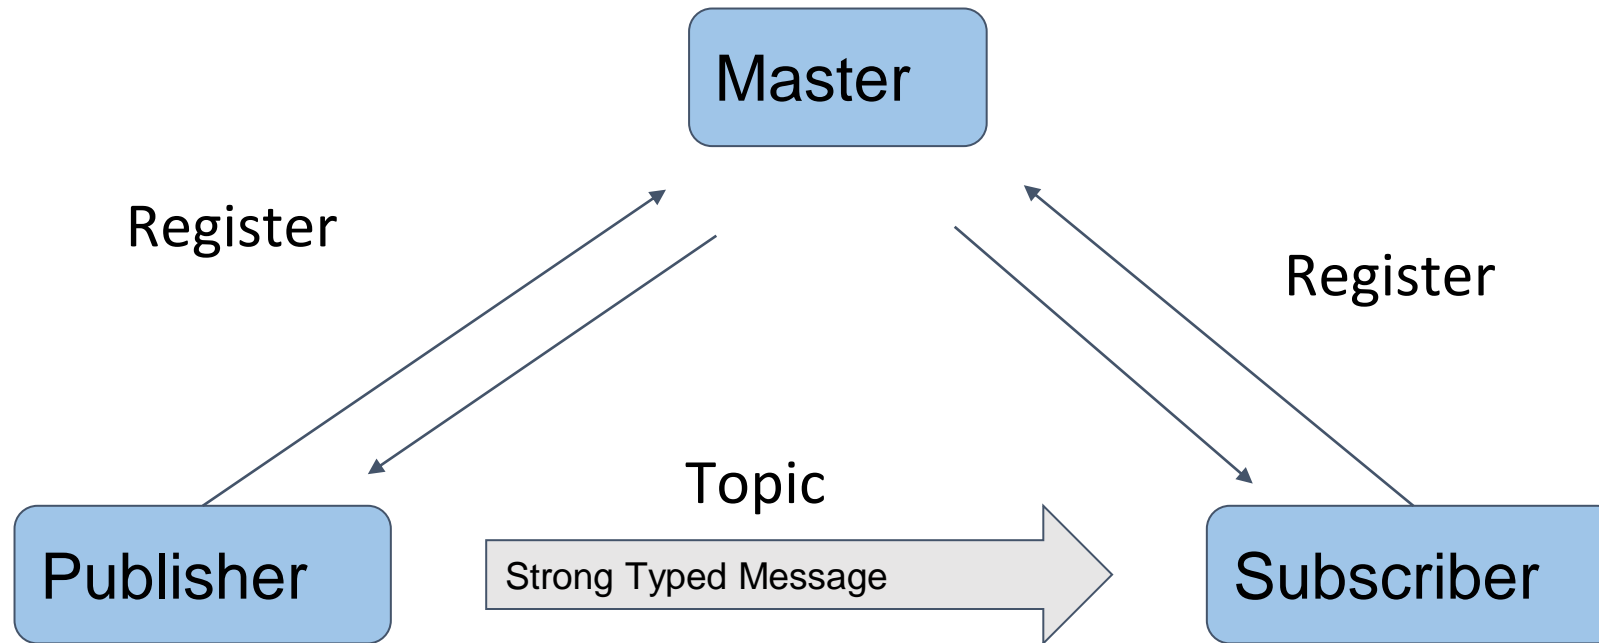 Master
Register
Register
Topic
Strong Typed Message
Publisher
Subscriber